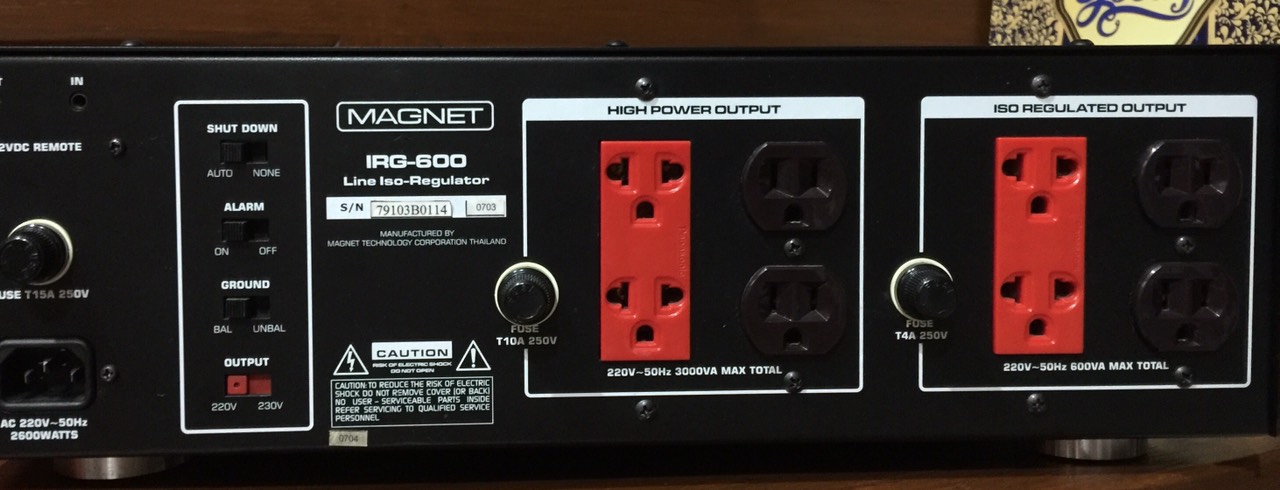 IN
2VDC REMOTE
USE T15A 250V
AC 220V~50Hz
2600WATTS
SHUT DOWN
AUTO NONE
ALARM
ON OFF
GROUND
BAL UNBAL
OUTPUT
220V 230V
MAGNET
IRG-600
Line Iso-Regulator
S/N 79103B0114 0703
MANUFACTURED BY
MAGNET TECHNOLOGY CORPORATION THAILAND
CAUTION
RISK OF ELECTRIC SHOCK
DO NOT OPEN
CAUTION: TO REDUCE THE RISK OF ELECTRIC
SHOCK DO NOT REMOVE COVER (OR BACK)
NO USER - SERVICEABLE PARTS INSIDE
REFER SERVICING TO QUALIFIED SERVICE
PERSONNEL
0704
HIGH POWER OUTPUT
FUSE
T10A 250V
220V~50Hz 3000VA MAX TOTAL
ISO REGULATED OUTPUT
FUSE
T4A 250V
220V~50Hz 600VA MAX TOTAL